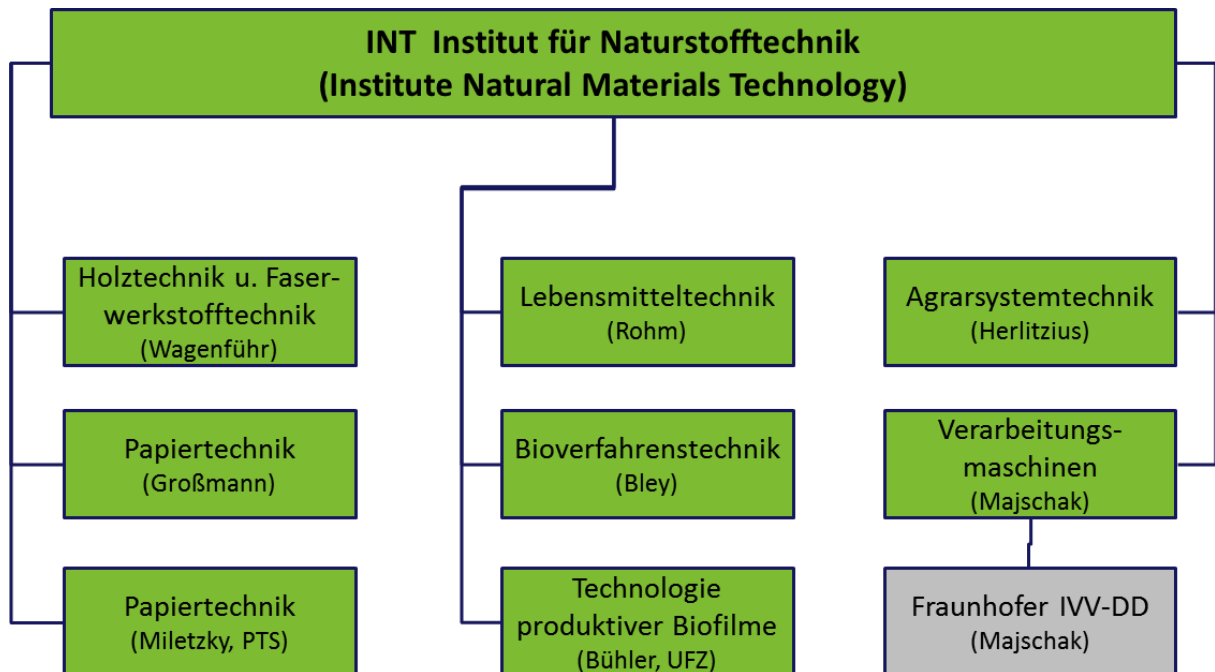 INT Institut für Naturstofftechnik
(Institute Natural Materials Technology)
Holztechnik u. Faser-
werkstofftechnik
(Wagenführ)
Papiertechnik
(Großmann)
Papiertechnik
(Miletzky, PTS)
Lebensmitteltechnik
(Rohm)
Bioverfahrenstechnik
(Bley)
Technologie
produktiver Biofilme
(Bühler, UFZ)
Agrarsystemtechnik
(Herlitzius)
Verarbeitungs-
maschinen
(Majschak)
Fraunhofer IVV-DD
(Majschak)